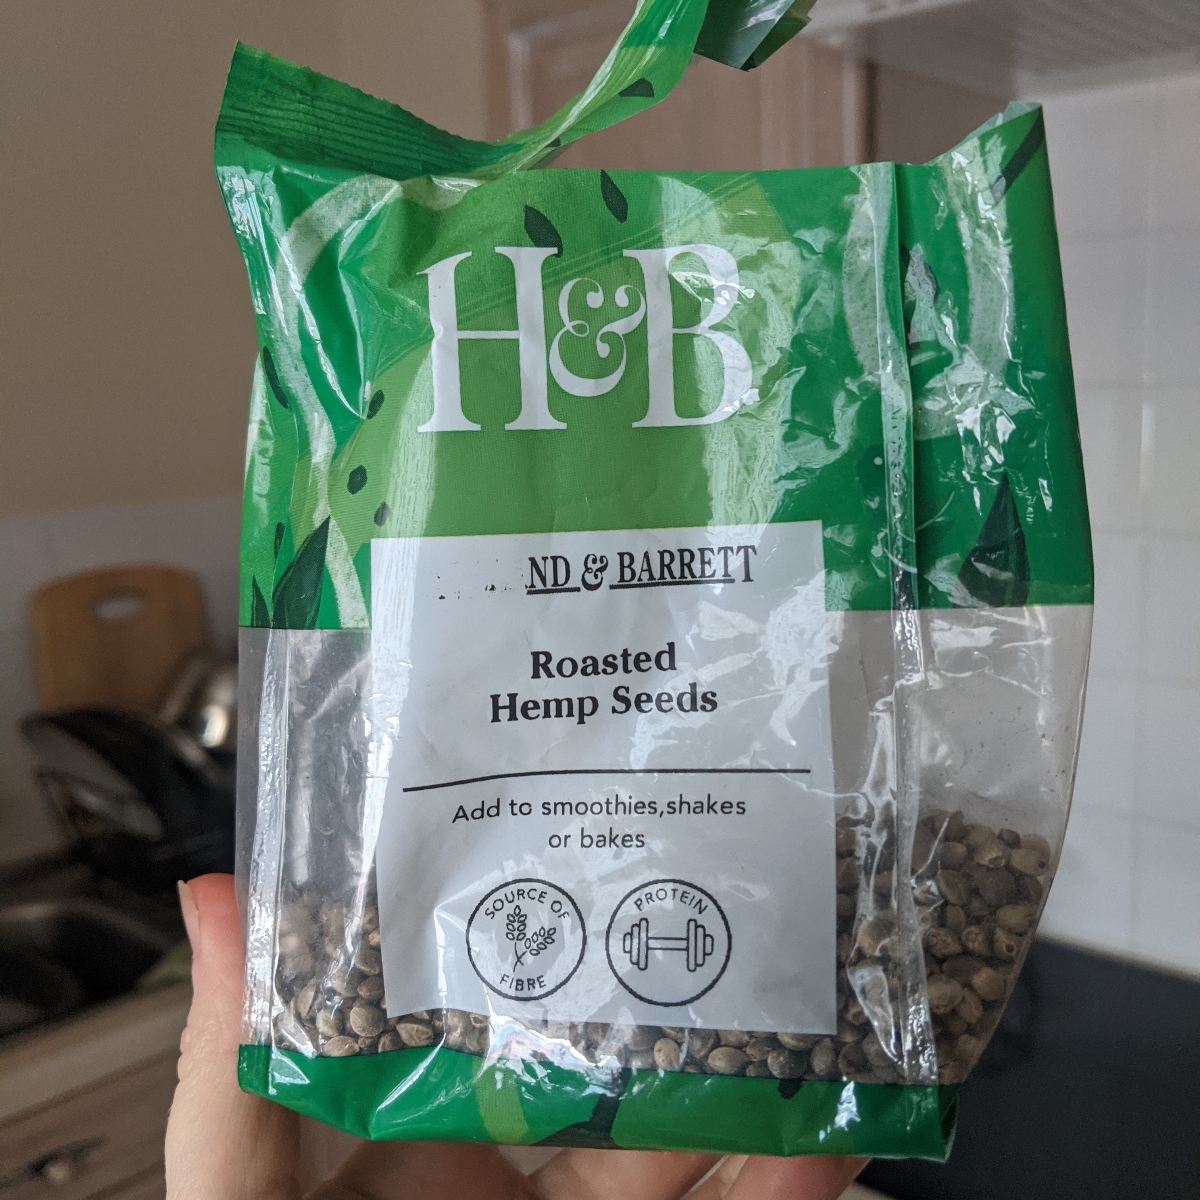 H&B
ND & BARRETT
Roasted
Hemp Seeds
Add to smoothies,shakes
or bakes
SOURCE OF
FIBRE
PROTEIN